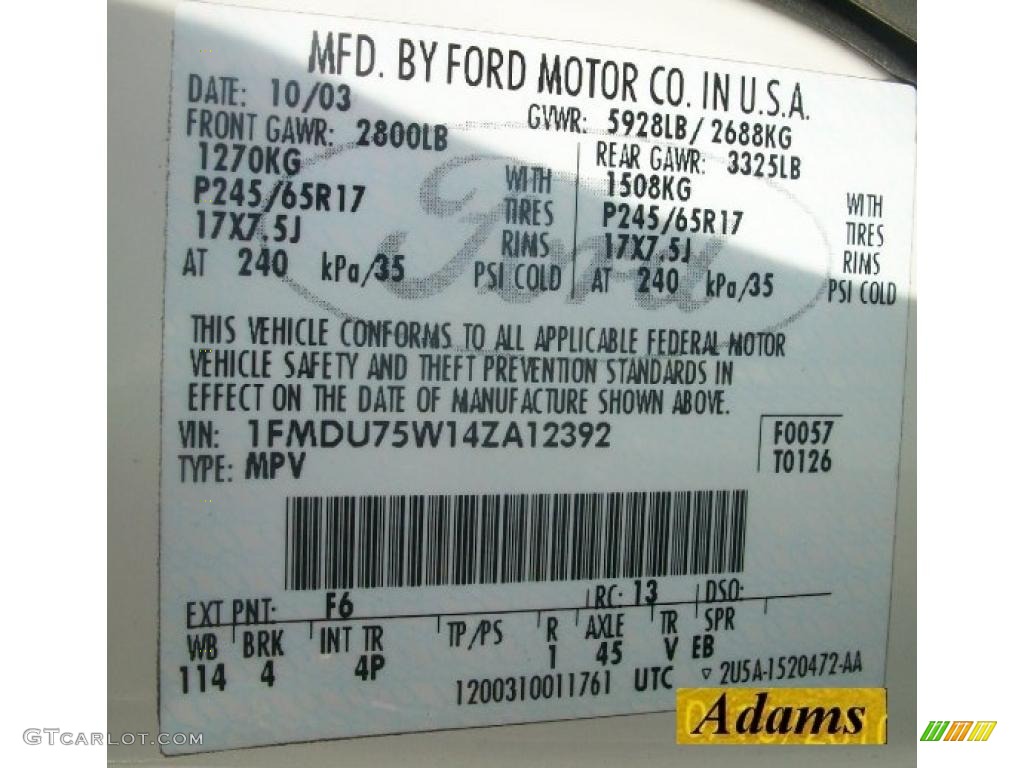 MFD. BY FORD MOTOR CO. IN U.S.A.
DATE: 10/03 GVWR: 5928LB/2688KG
FRONT GAWR: 2800LB REAR GAWR: 3325LB
1270KG WITH 1508KG WITH
P245/65R17 TIRES P245/65R17 TIRES
17X7.5J RIMS 17X7.5J RIMS
AT 240 kPa/35 PSI COLD AT 240 kPa/35 PSI COLD
Ford
THIS VEHICLE CONFORMS TO ALL APPLICABLE FEDERAL MOTOR
VEHICLE SAFETY AND THEFT PREVENTION STANDARDS IN
EFFECT ON THE DATE OF MANUFACTURE SHOWN ABOVE.
VIN: 1FMDU75W14ZA12392 F0057
TYPE: MPV T0126
EXT PNT: F6 RC: 13 DSO:
WB BRK INT TR TP/PS R AXLE TR SPR
114 4 4P 1 45 V EB
1200310011761 UTC ▽ 2U5A-1520472-AA
Adams
GTCarLot.com